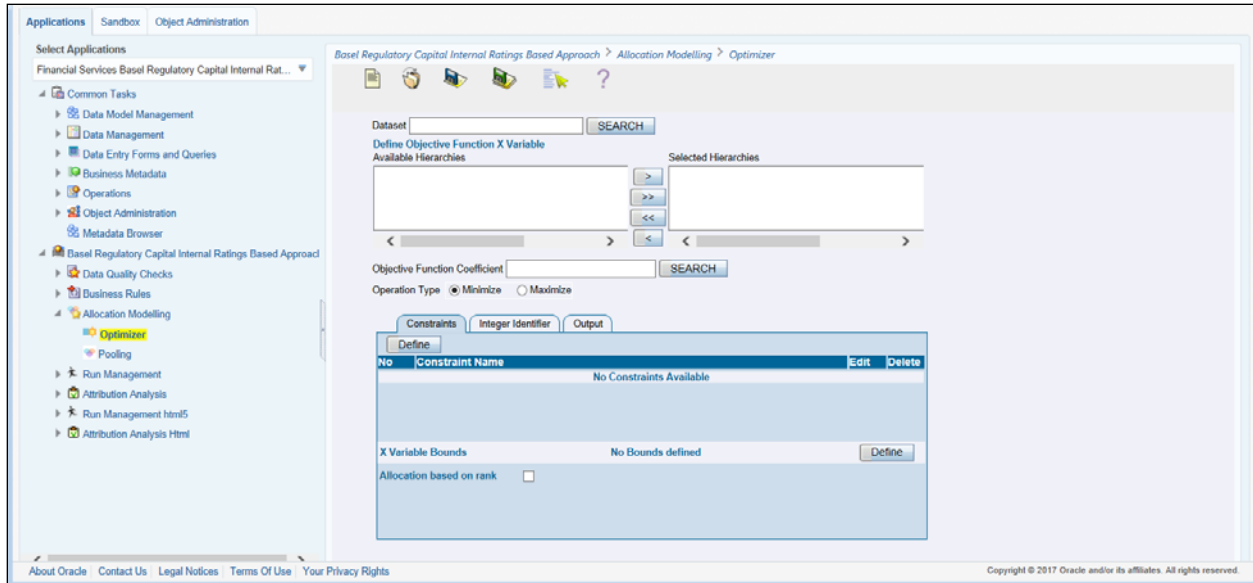 Applications Sandbox Object Administration
Select Applications
Financial Services Basel Regulatory Capital Internal Rat...
Common Tasks
Data Model Management
Data Management
Data Entry Forms and Queries
Business Metadata
Operations
Object Administration
Metadata Browser
Basel Regulatory Capital Internal Ratings Based Approacl
Data Quality Checks
Business Rules
Allocation Modelling
Optimizer
Pooling
Run Management
Attribution Analysis
Run Management html5
Attribution Analysis Html
Basel Regulatory Capital Internal Ratings Based Approach > Allocation Modelling > Optimizer
?
Dataset SEARCH
Define Objective Function X Variable
Available Hierarchies Selected Hierarchies
>
>>
<<
<
Objective Function Coefficient SEARCH
Operation Type Minimize Maximize
Constraints Integer Identifier Output
Define
No Constraint Name Edit Delete
No Constraints Available
X Variable Bounds No Bounds defined Define
Allocation based on rank
About Oracle Contact Us Legal Notices Terms Of Use Your Privacy Rights
Copyright © 2017 Oracle and/or its affiliates. All rights reserved.